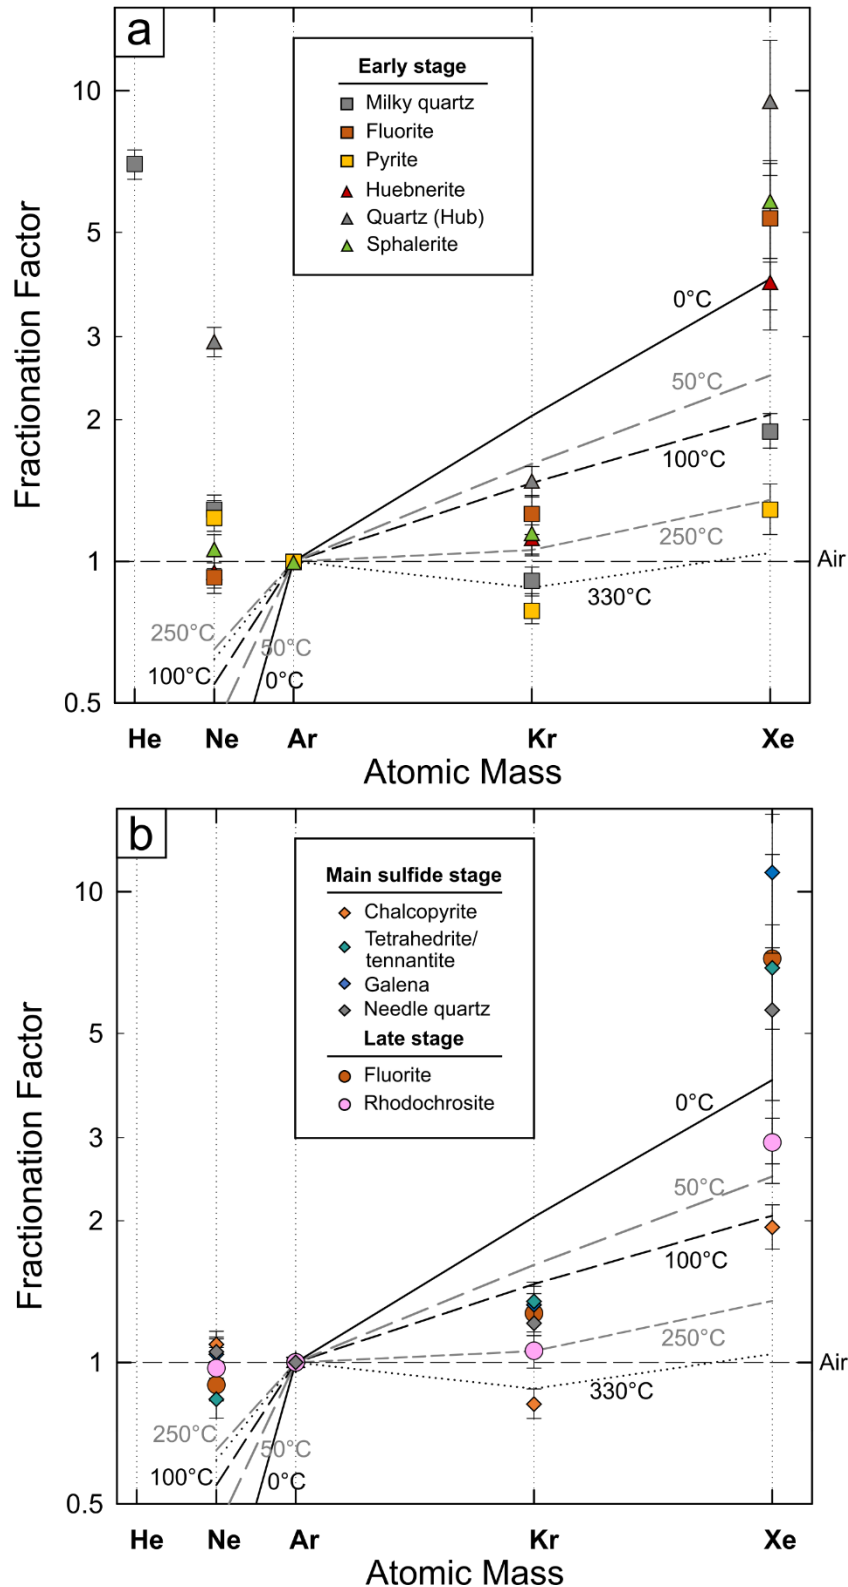 a
Early stage
Milky quartz
Fluorite
Pyrite
Huebnerite
Quartz (Hub)
Sphalerite
Fractionation Factor
10
5
3
2
1
0.5
0°C
50°C
100°C
250°C
330°C
Air
250°C
100°C
50°C
0°C
He
Ne
Ar
Kr
Xe
Atomic Mass
b
Main sulfide stage
Chalcopyrite
Tetrahedrite/
tennantite
Galena
Needle quartz
Late stage
Fluorite
Rhodochrosite
Fractionation Factor
10
5
3
2
1
0.5
0°C
50°C
100°C
250°C
330°C
Air
250°C
100°C
50°C
0°C
He
Ne
Ar
Kr
Xe
Atomic Mass